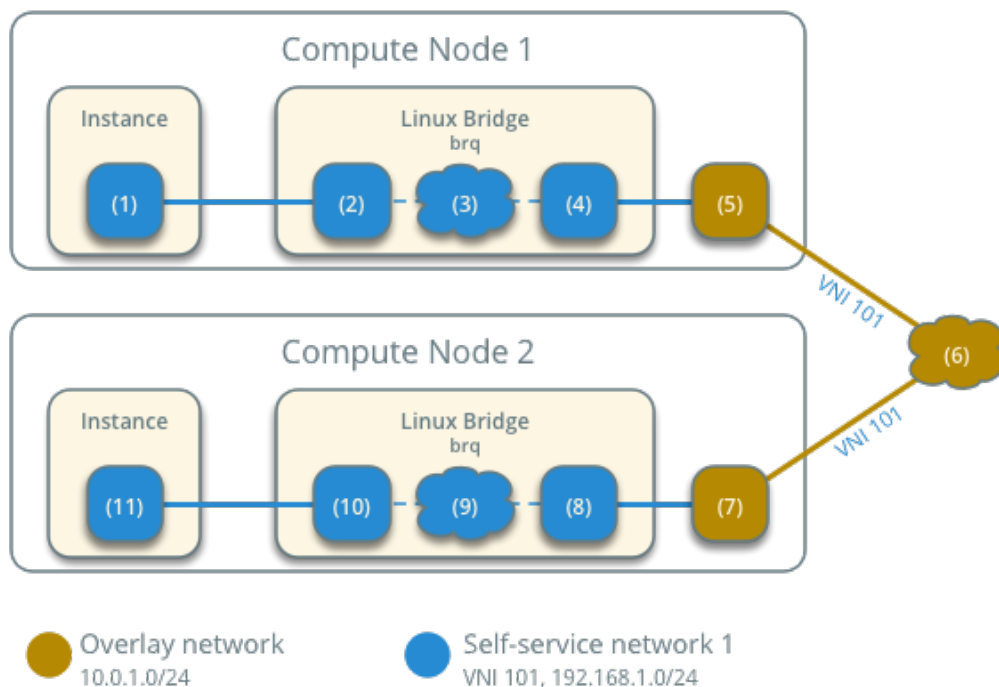 Compute Node 1
Instance
Linux Bridge
brq
(1)
(2)
(3)
(4)
(5)
VNI 101
(6)
Compute Node 2
VNI 101
Instance
Linux Bridge
brq
(11)
(10)
(9)
(8)
(7)
Overlay network
10.0.1.0/24
Self-service network 1
VNI 101, 192.168.1.0/24